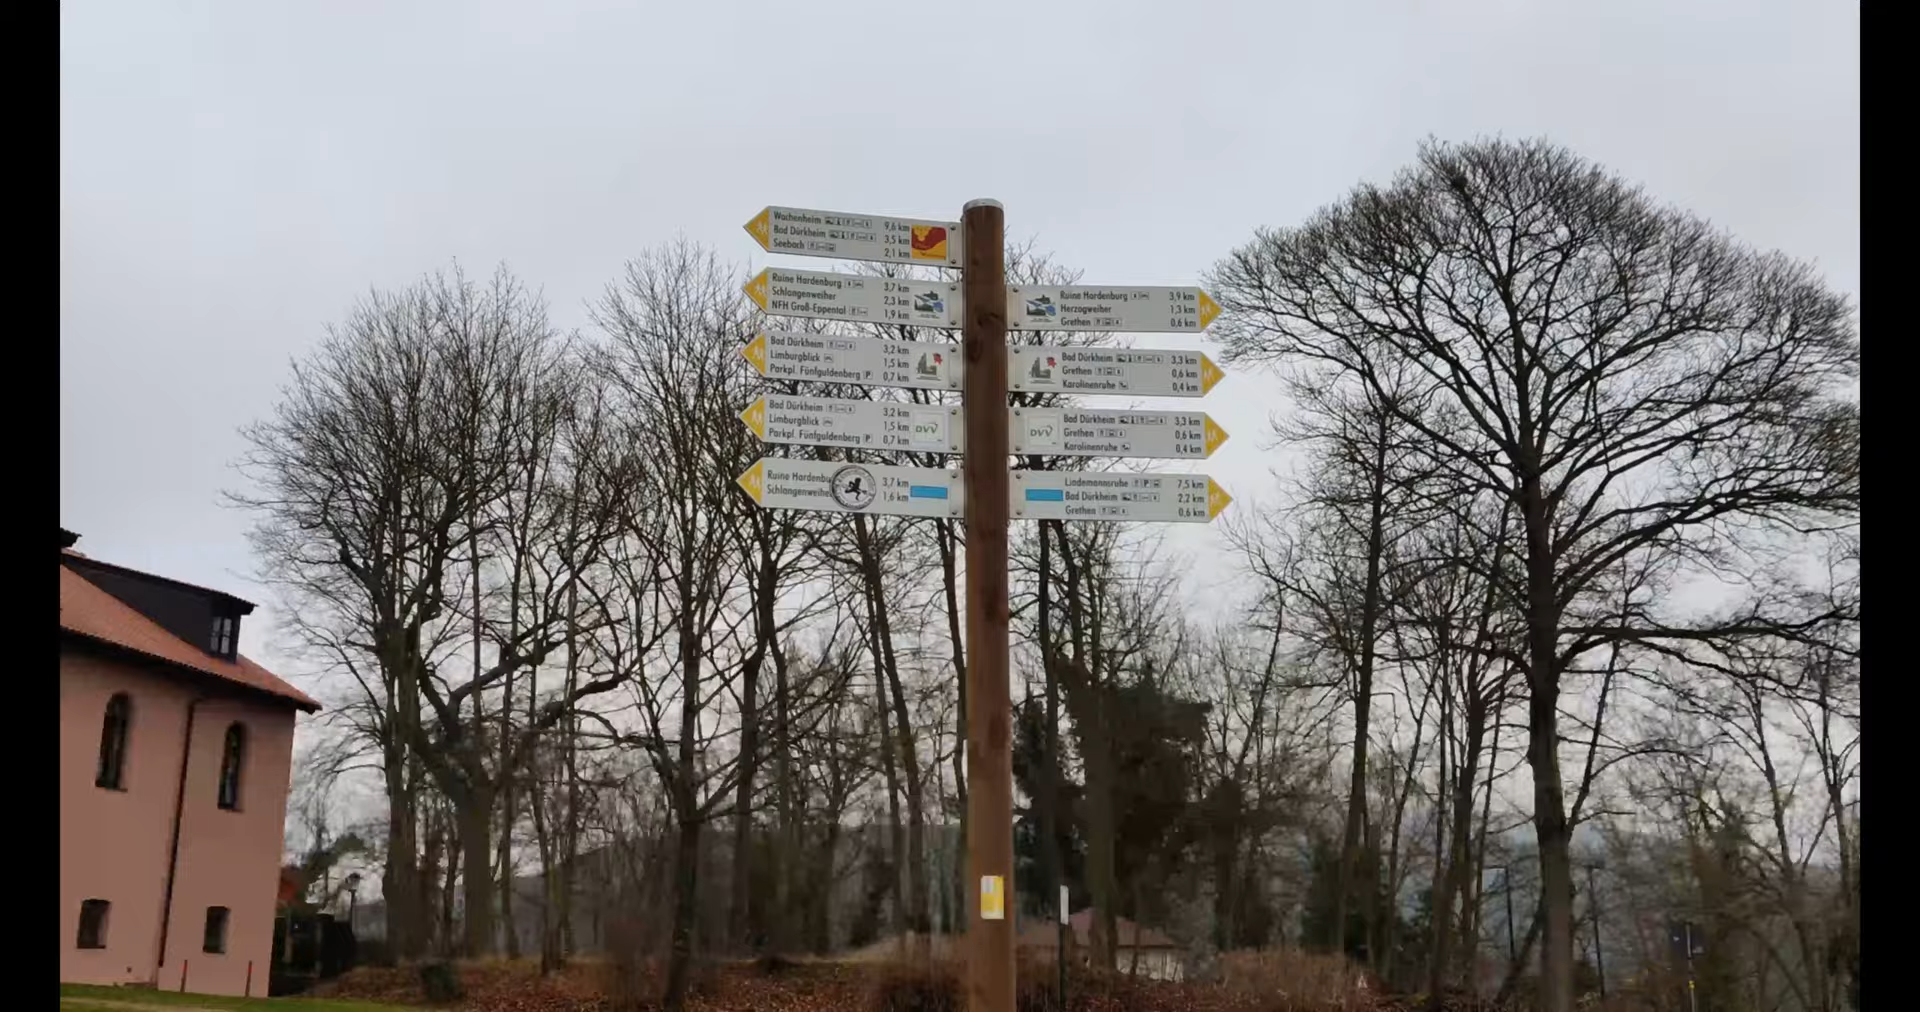 Wachenheim 9,6 km
Bad Dürkheim 3,5 km
Seebach 2,1 km
Ruine Hardenburg 3,7 km
Schlangenweiher 2,3 km
NFH Groß-Eppental 1,9 km
Ruine Hardenburg 3,9 km
Herzogweiher 1,3 km
Grethen 0,6 km
Bad Dürkheim 3,2 km
Limburgblick 1,5 km
Parkpl. Fünfguldenberg P 0,7 km
Bad Dürkheim 3,3 km
Grethen 0,6 km
Karolinenruhe 0,4 km
Bad Dürkheim 3,2 km
Limburgblick 1,5 km
Parkpl. Fünfguldenberg P 0,7 km
DVV
DVV
Bad Dürkheim 3,3 km
Grethen 0,6 km
Karolinenruhe 0,4 km
Ruine Hardenbu 3,7 km
Schlangenweihe 1,6 km
Lindemannsruhe P 7,5 km
Bad Dürkheim 2,2 km
Grethen 0,6 km